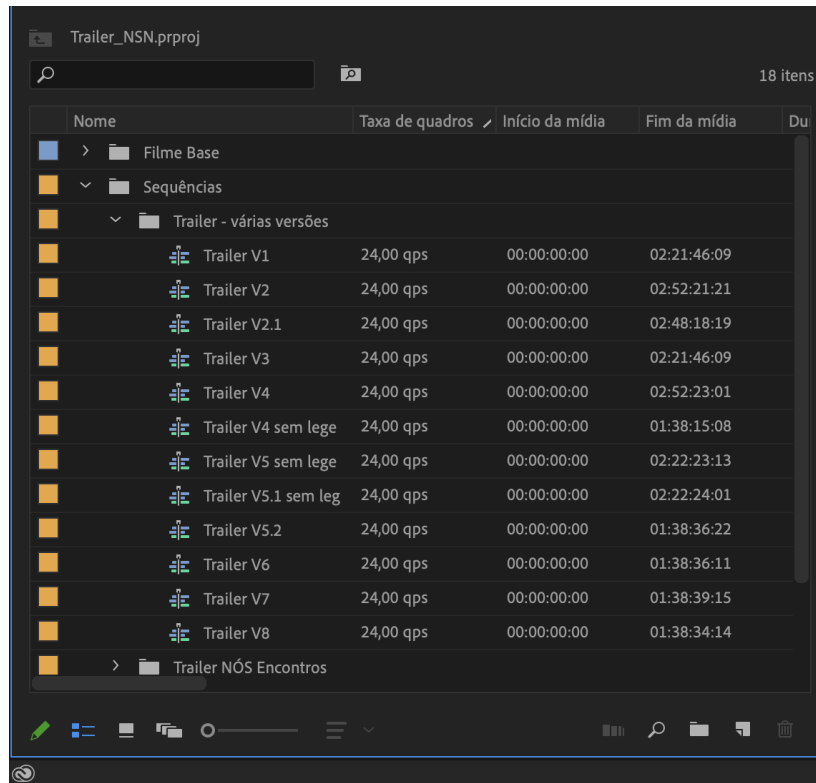 Trailer_NSN.prproj
18 itens
Nome Taxa de quadros Início da mídia Fim da mídia Du
Filme Base
Sequências
Trailer - várias versões
Trailer V1 24,00 qps 00:00:00:00 02:21:46:09
Trailer V2 24,00 qps 00:00:00:00 02:52:21:21
Trailer V2.1 24,00 qps 00:00:00:00 02:48:18:19
Trailer V3 24,00 qps 00:00:00:00 02:21:46:09
Trailer V4 24,00 qps 00:00:00:00 02:52:23:01
Trailer V4 sem lege 24,00 qps 00:00:00:00 01:38:15:08
Trailer V5 sem lege 24,00 qps 00:00:00:00 02:22:23:13
Trailer V5.1 sem leg 24,00 qps 00:00:00:00 02:22:24:01
Trailer V5.2 24,00 qps 00:00:00:00 01:38:36:22
Trailer V6 24,00 qps 00:00:00:00 01:38:36:11
Trailer V7 24,00 qps 00:00:00:00 01:38:39:15
Trailer V8 24,00 qps 00:00:00:00 01:38:34:14
Trailer NÓS Encontros